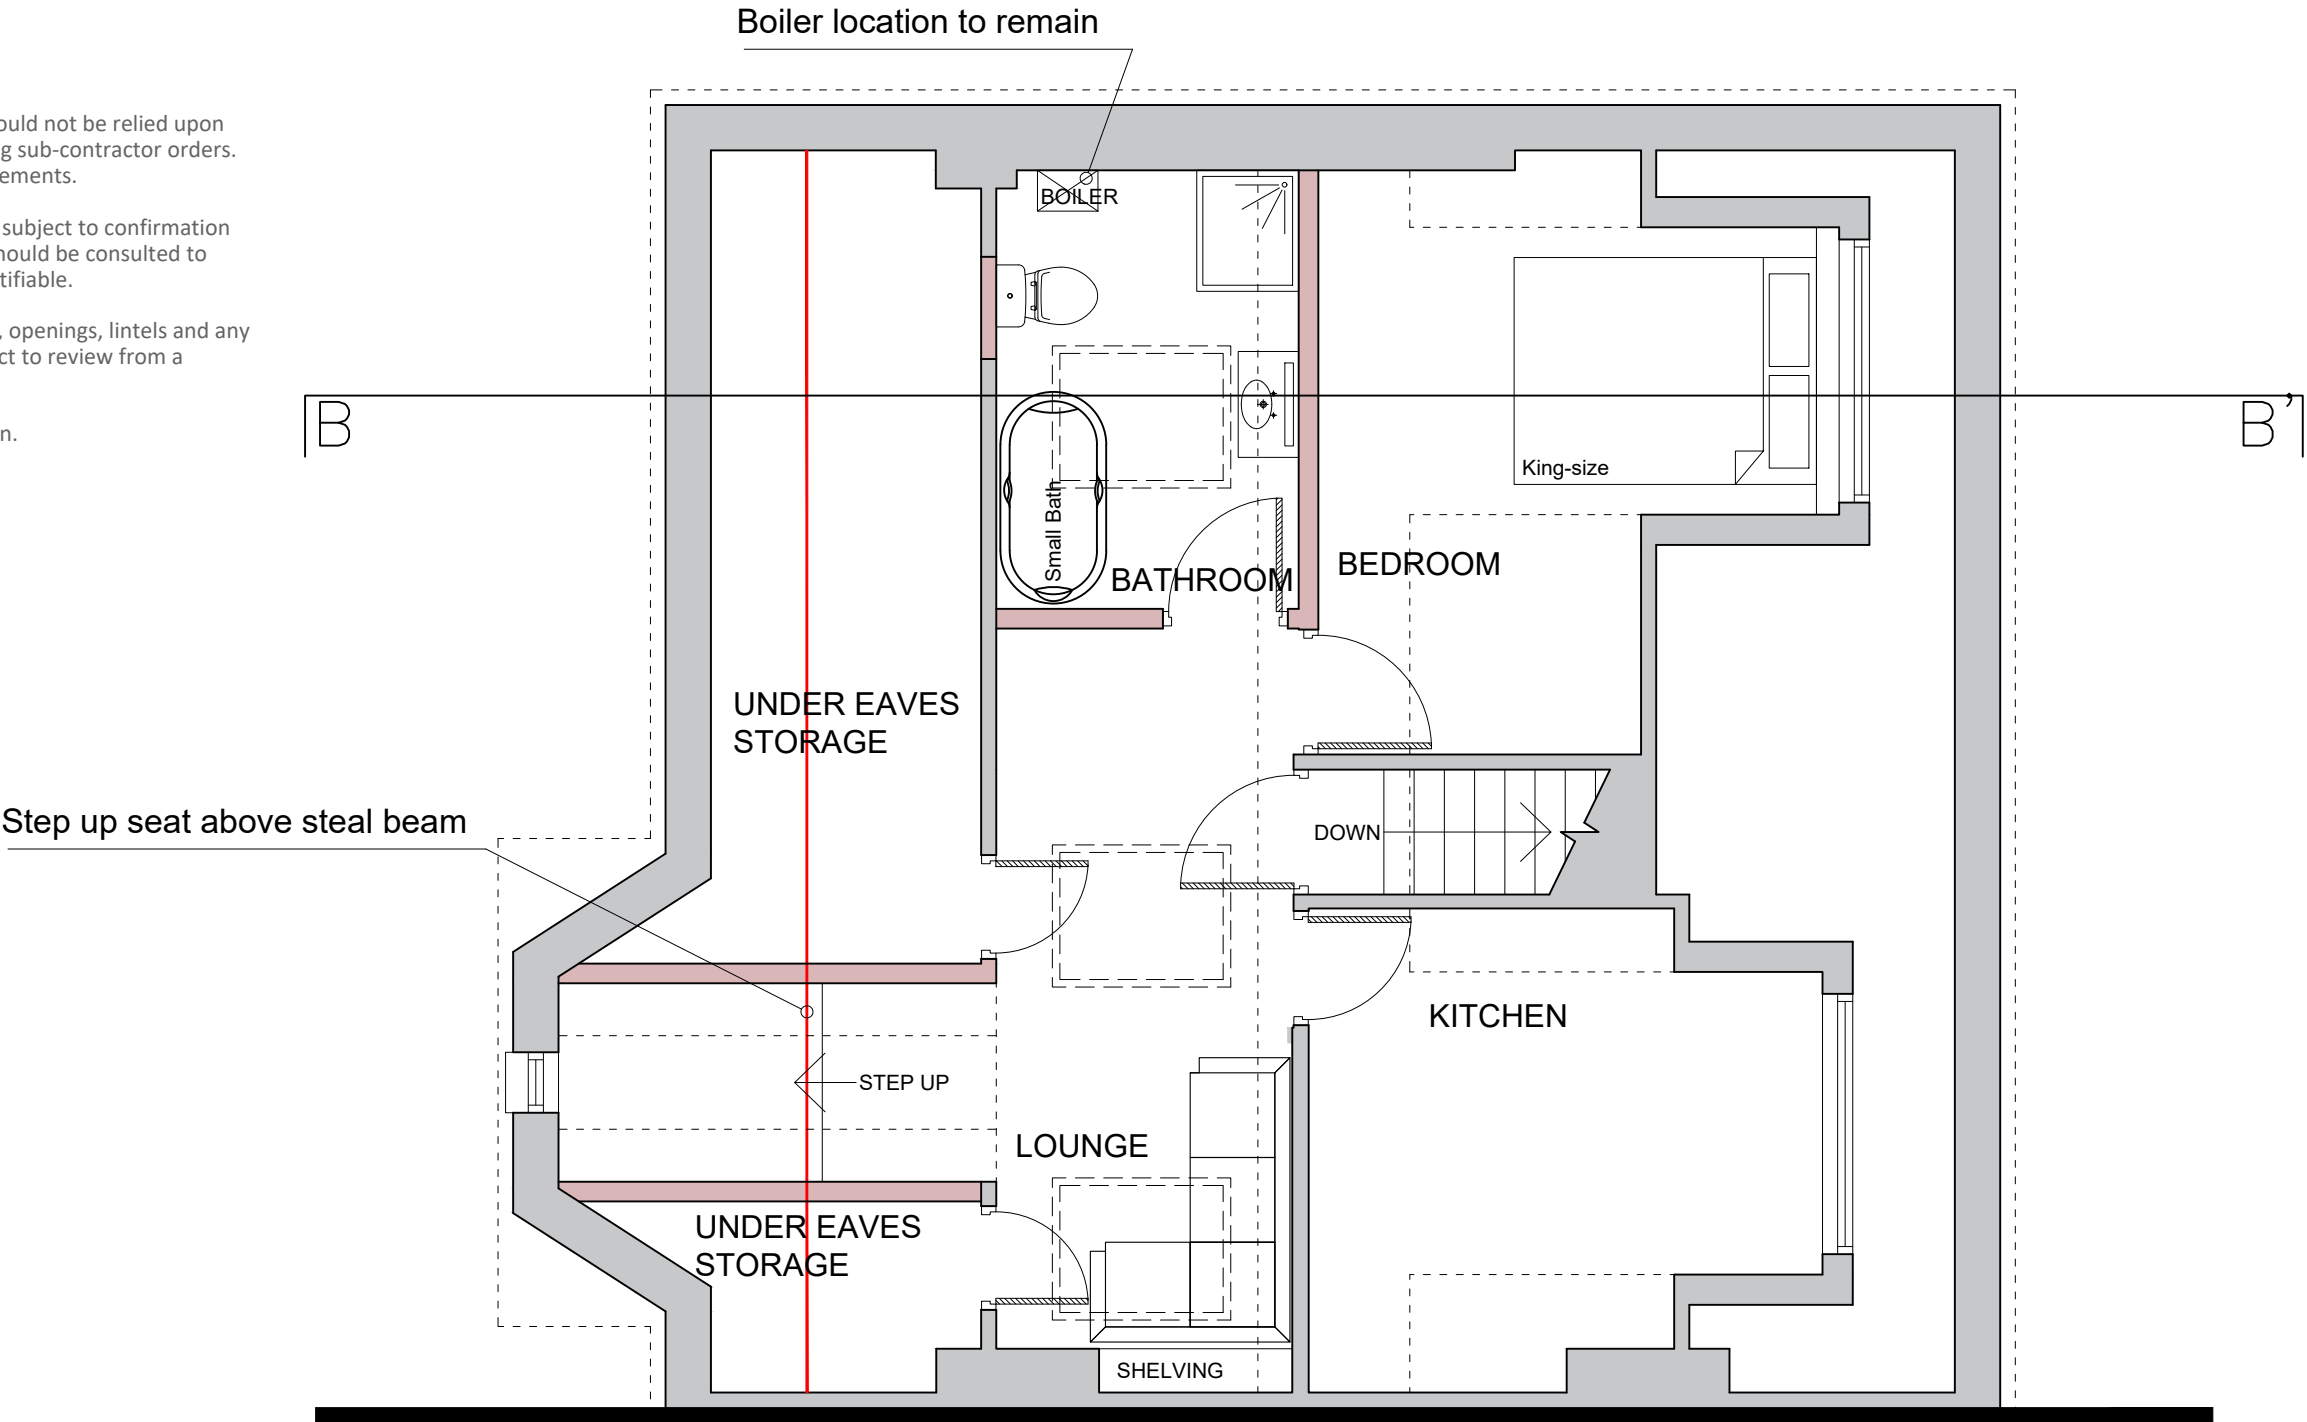 Boiler location to remain
ould not be relied upon
g sub-contractor orders.
ements.
subject to confirmation
hould be consulted to
tifiable.
, openings, lintels and any
ct to review from a
n.
BOILER
B
B’
King-size
Small Bath
BATHROOM
BEDROOM
UNDER EAVES
STORAGE
Step up seat above steal beam
DOWN
KITCHEN
STEP UP
LOUNGE
UNDER EAVES
STORAGE
SHELVING